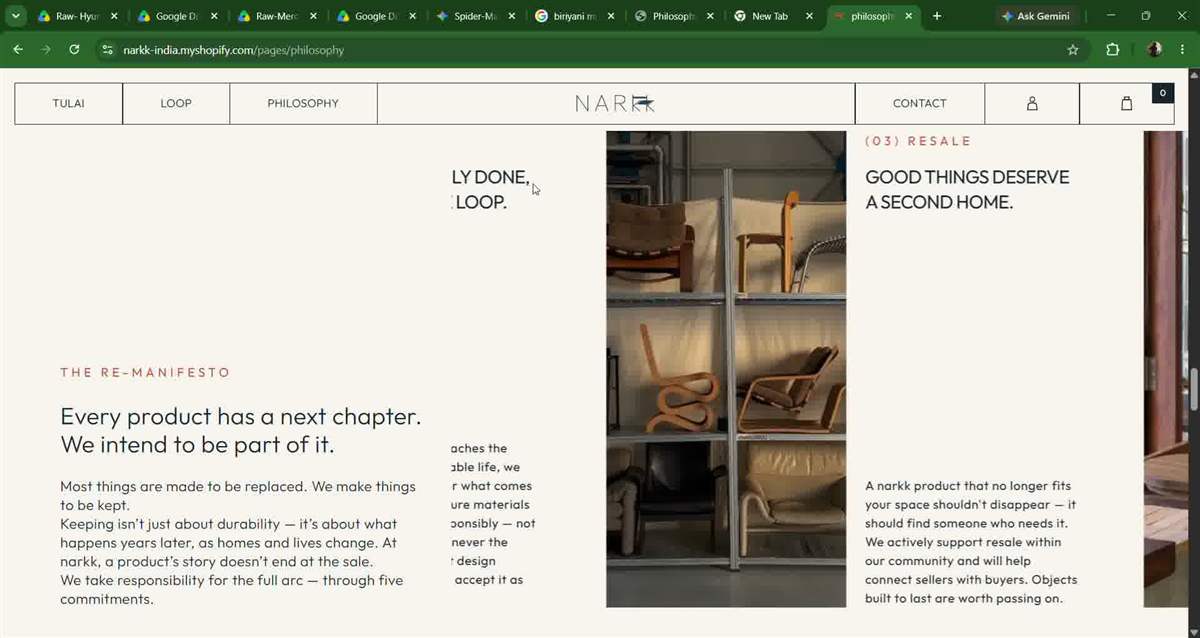 Raw- Hyu
Google D
Raw-Merc
Google D
Spider-Ma
biriyani m
Philosoph
New Tab
philosoph
Ask Gemini
narkk-india.myshopify.com/pages/philosophy
TULAI
LOOP
PHILOSOPHY
NARKK
CONTACT
0
THE RE-MANIFESTO
Every product has a next chapter.
We intend to be part of it.
Most things are made to be replaced. We make things
to be kept.
Keeping isn't just about durability — it's about what
happens years later, as homes and lives change. At
narkk, a product's story doesn't end at the sale.
We take responsibility for the full arc — through five
commitments.
LY DONE,
LOOP.
aches the
able life, we
r what comes
ure materials
ponsibly — not
never the
t design
accept it as
(03) RESALE
GOOD THINGS DESERVE
A SECOND HOME.
A narkk product that no longer fits
your space shouldn't disappear — it
should find someone who needs it.
We actively support resale within
our community and will help
connect sellers with buyers. Objects
built to last are worth passing on.